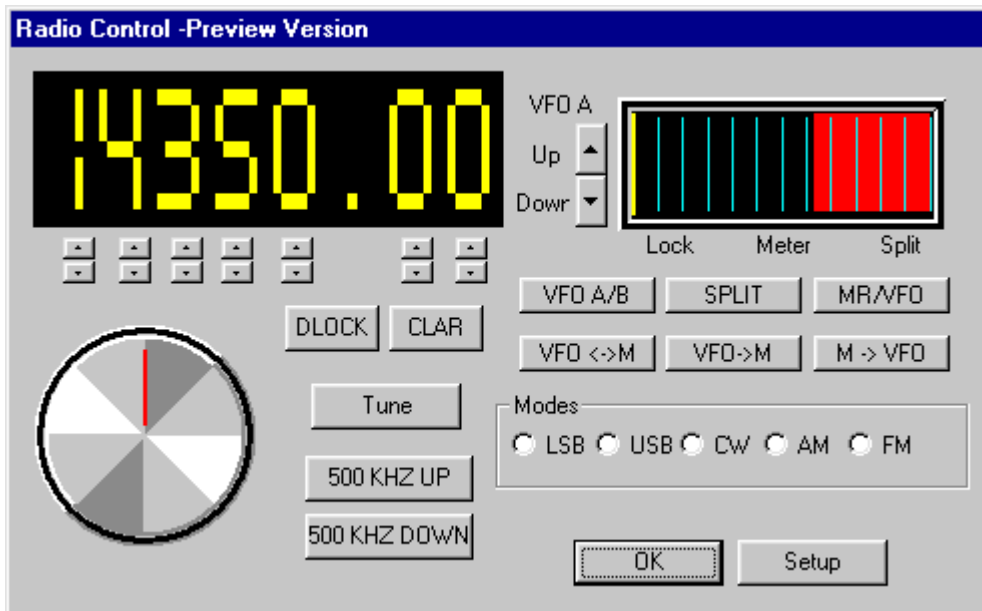 Radio Control -Preview Version
14350.00
VFO A
Up
Down
Lock Meter Split
VFO A/B SPLIT MR/VFO
DLOCK CLAR
VFO <->M VFO->M M -> VFO
Tune
Modes
LSB USB CW AM FM
500 KHZ UP
500 KHZ DOWN
OK Setup